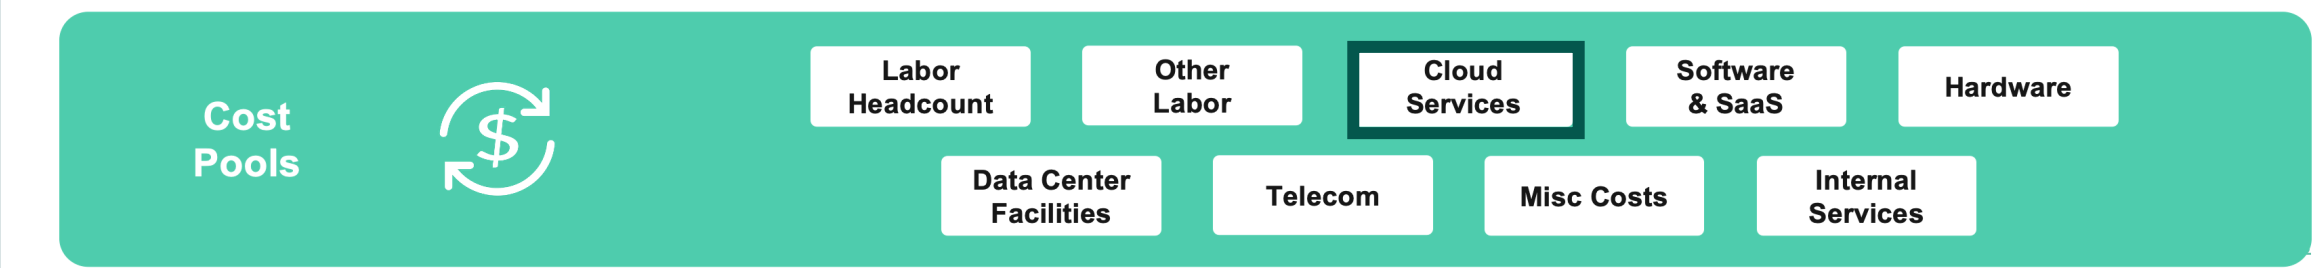 Cost
Pools
$
Labor
Headcount
Other
Labor
Cloud
Services
Software
& SaaS
Hardware
Data Center
Facilities
Telecom
Misc Costs
Internal
Services